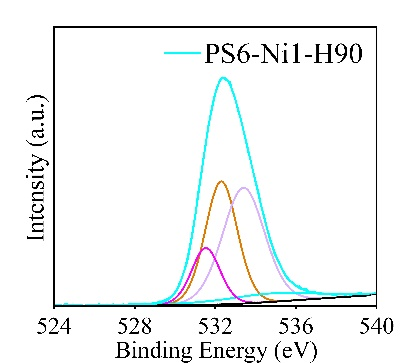 PS6-Ni1-H90
Intensity (a.u.)
524 528 532 536 540
Binding Energy (eV)